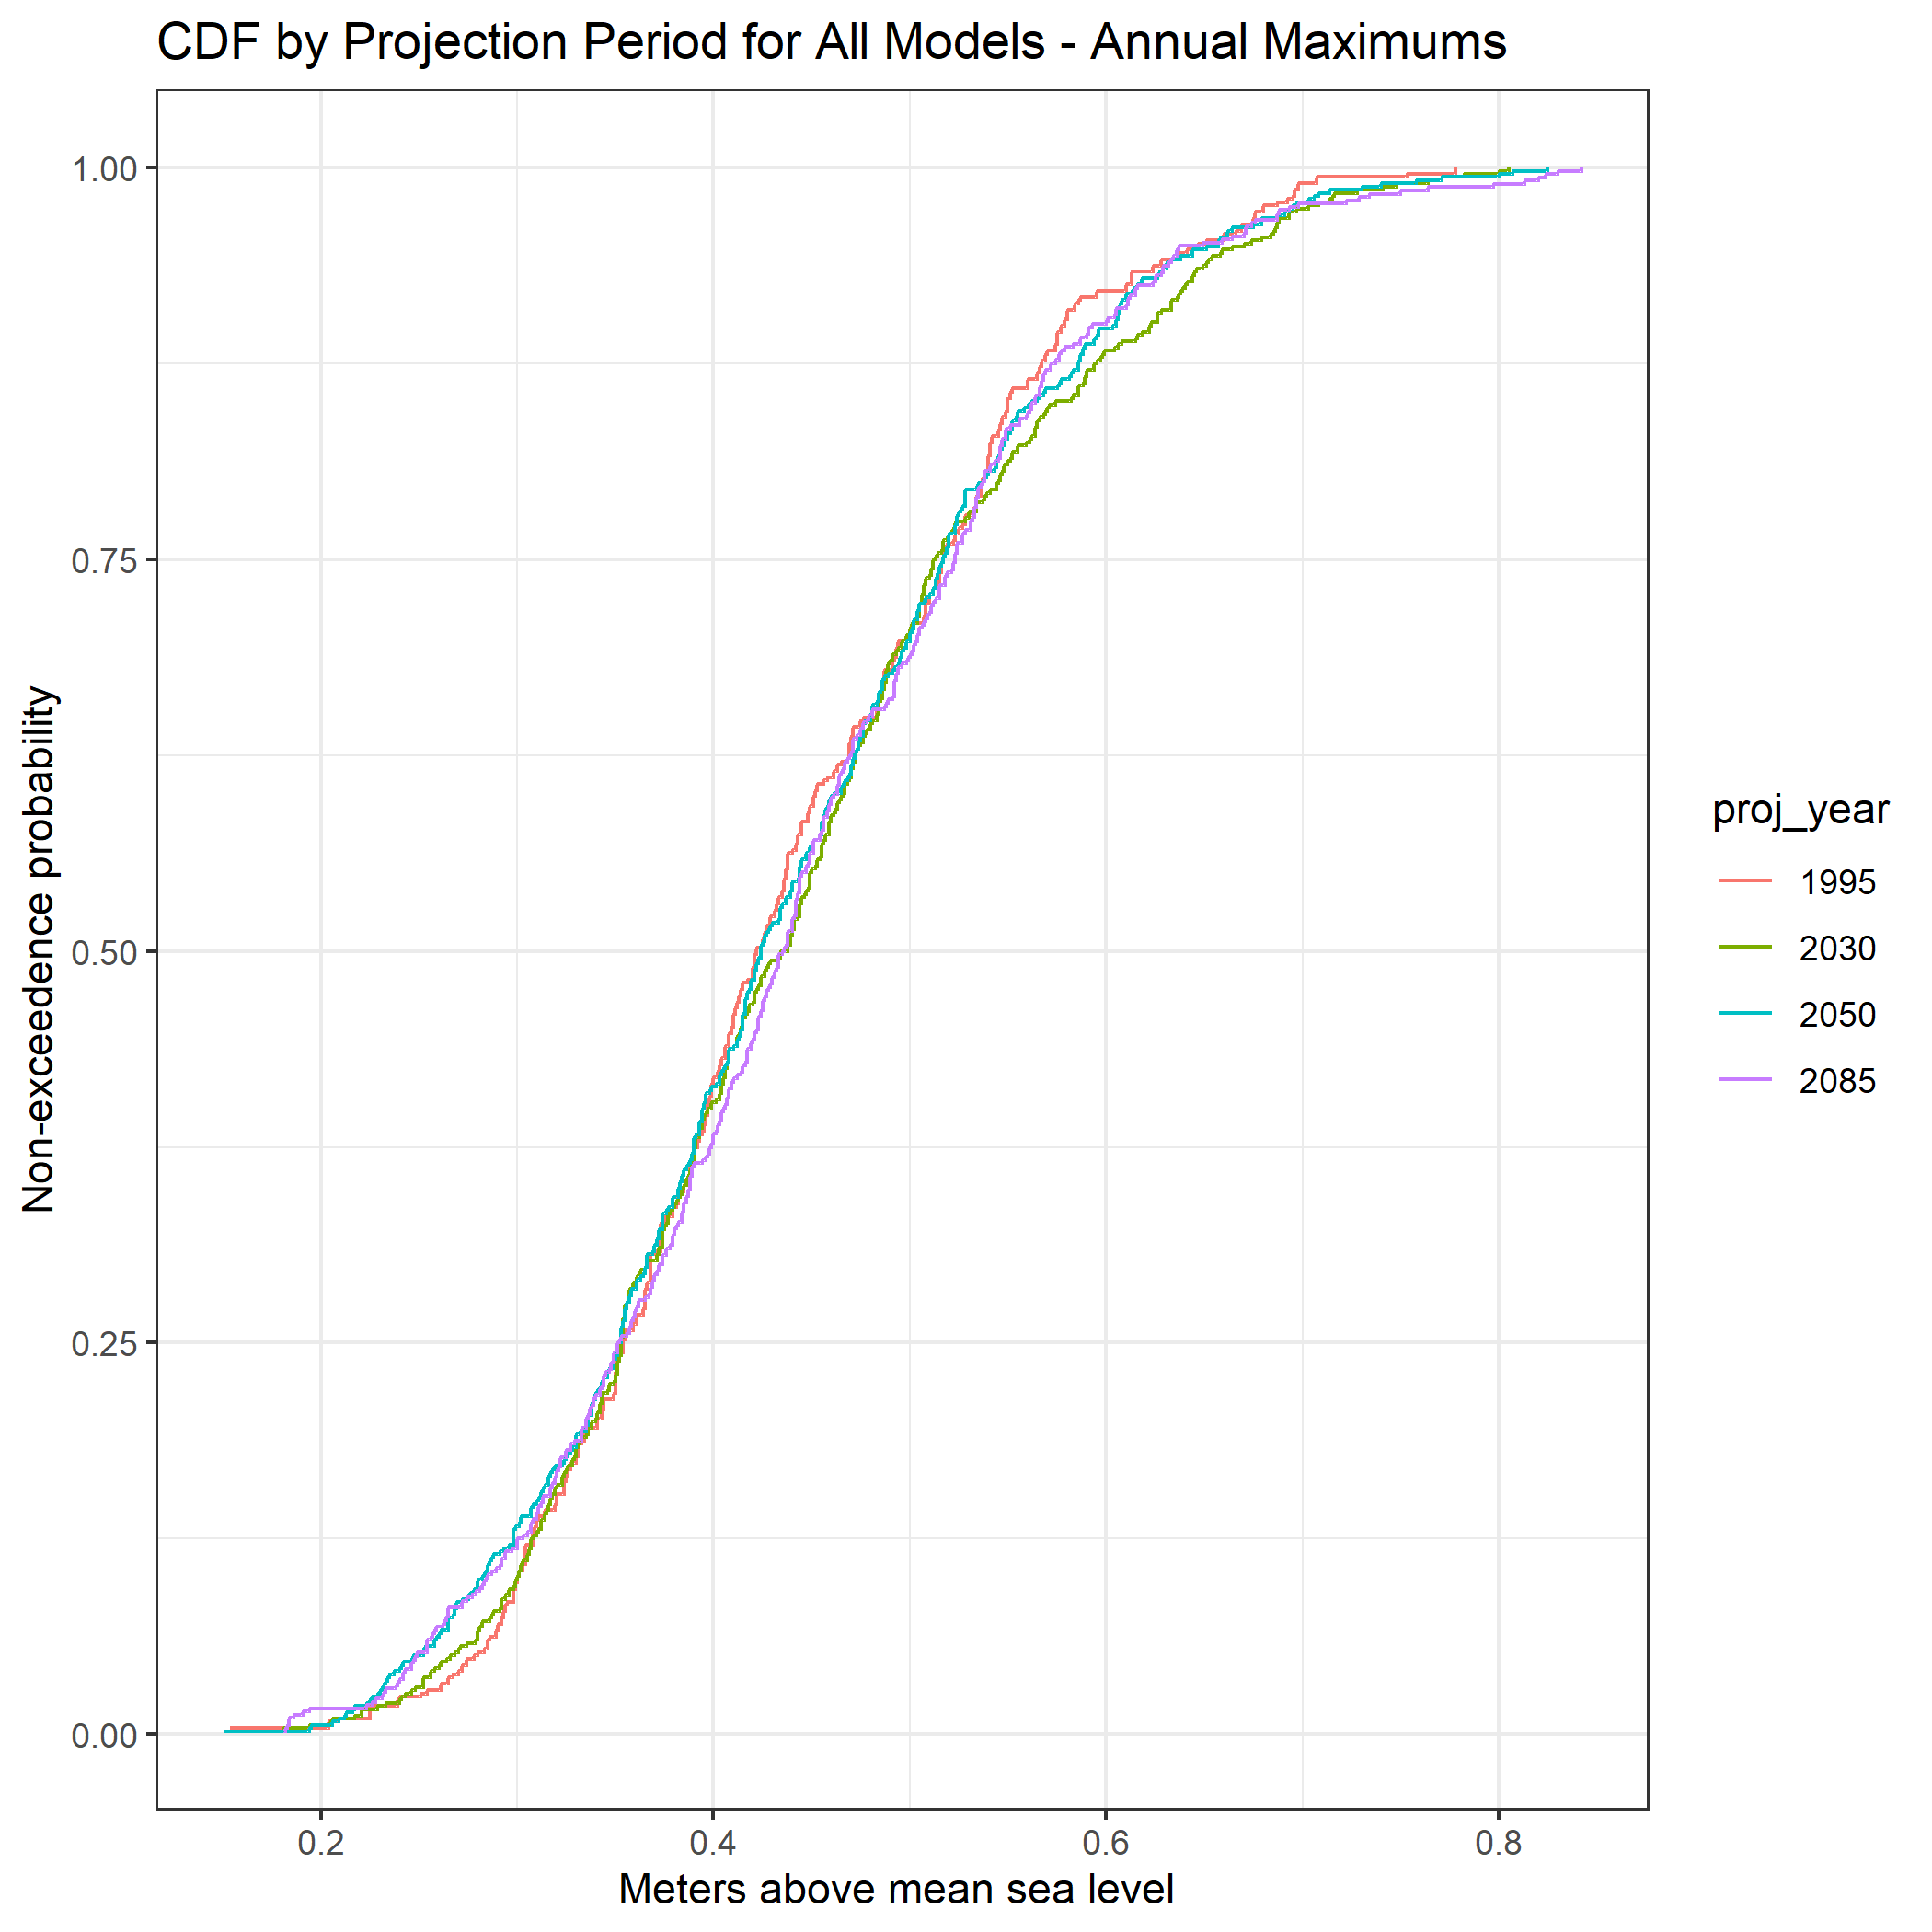 CDF by Projection Period for All Models - Annual Maximums
1.00
0.75
0.50
0.25
0.00
Non-exceedence probability
0.2 0.4 0.6 0.8
Meters above mean sea level
proj_year
1995
2030
2050
2085